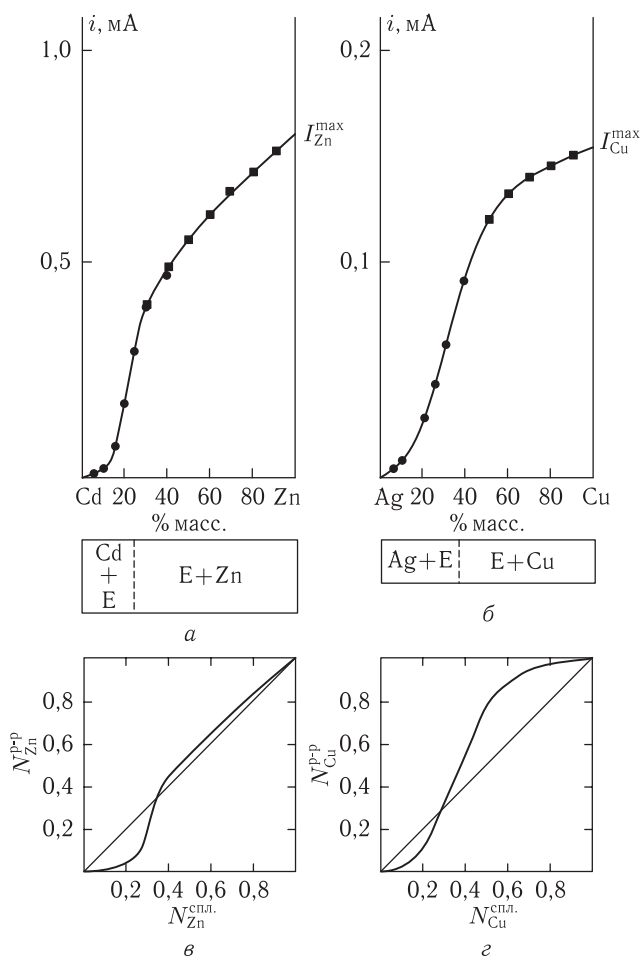 i, мА
1,0
0,5
I_Zn^max
Cd 20 40 60 80 Zn
% масс.
Cd
+
E
E+Zn
а
i, мА
0,2
0,1
I_Cu^max
Ag 20 40 60 80 Cu
% масс.
Ag+E
E+Cu
б
N_Zn^р-р
0,8
0,6
0,4
0,2
0,2 0,4 0,6 0,8
N_Zn^спл.
в
N_Cu^р-р
0,8
0,6
0,4
0,2
0,2 0,4 0,6 0,8
N_Cu^спл.
г